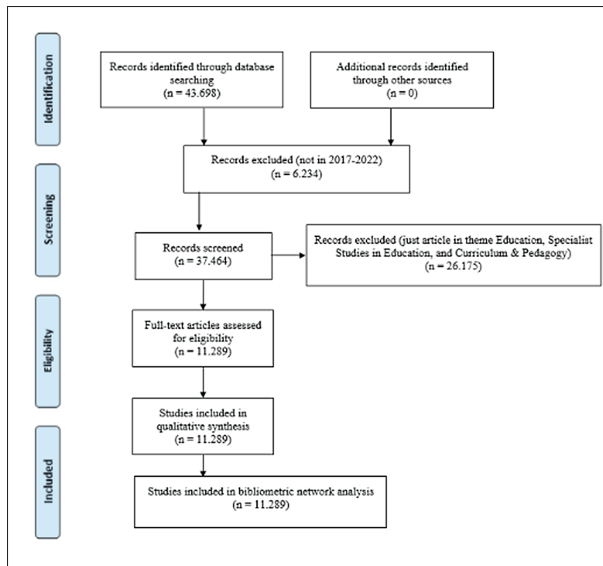 Identification
Records identified through database
searching
(n = 43.698)
Additional records identified
through other sources
(n = 0)
Records excluded (not in 2017-2022)
(n = 6.234)
Screening
Records screened
(n = 37.464)
Records excluded (just article in theme Education, Specialist
Studies in Education, and Curriculum & Pedagogy)
(n = 26.175)
Eligibility
Full-text articles assessed
for eligibility
(n = 11.289)
Studies included in
qualitative synthesis
(n = 11.289)
Included
Studies included in bibliometric network analysis
(n = 11.289)